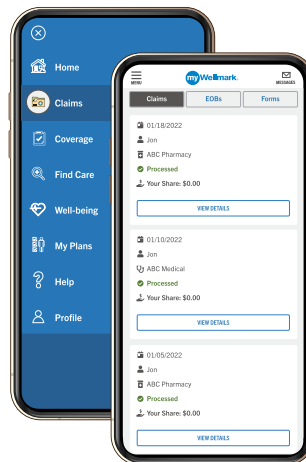 Home
Claims
Coverage
Find Care
Well-being
My Plans
Help
Profile
MENU
myWellmark.
MESSAGES
Claims
EOBs
Forms
01/18/2022
Jon
ABC Pharmacy
Processed
Your Share: $0.00
VIEW DETAILS
01/10/2022
Jon
ABC Medical
Processed
Your Share: $0.00
VIEW DETAILS
01/05/2022
Jon
ABC Pharmacy
Processed
Your Share: $0.00
VIEW DETAILS